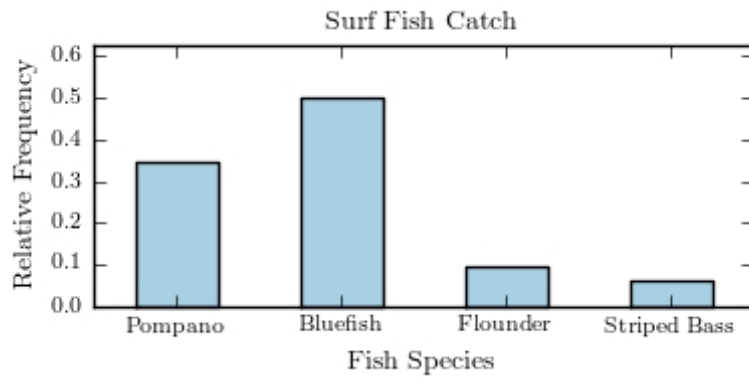 Surf Fish Catch
0.6
0.5
0.4
0.3
0.2
0.1
0.0
Relative Frequency
Pompano Bluefish Flounder Striped Bass
Fish Species